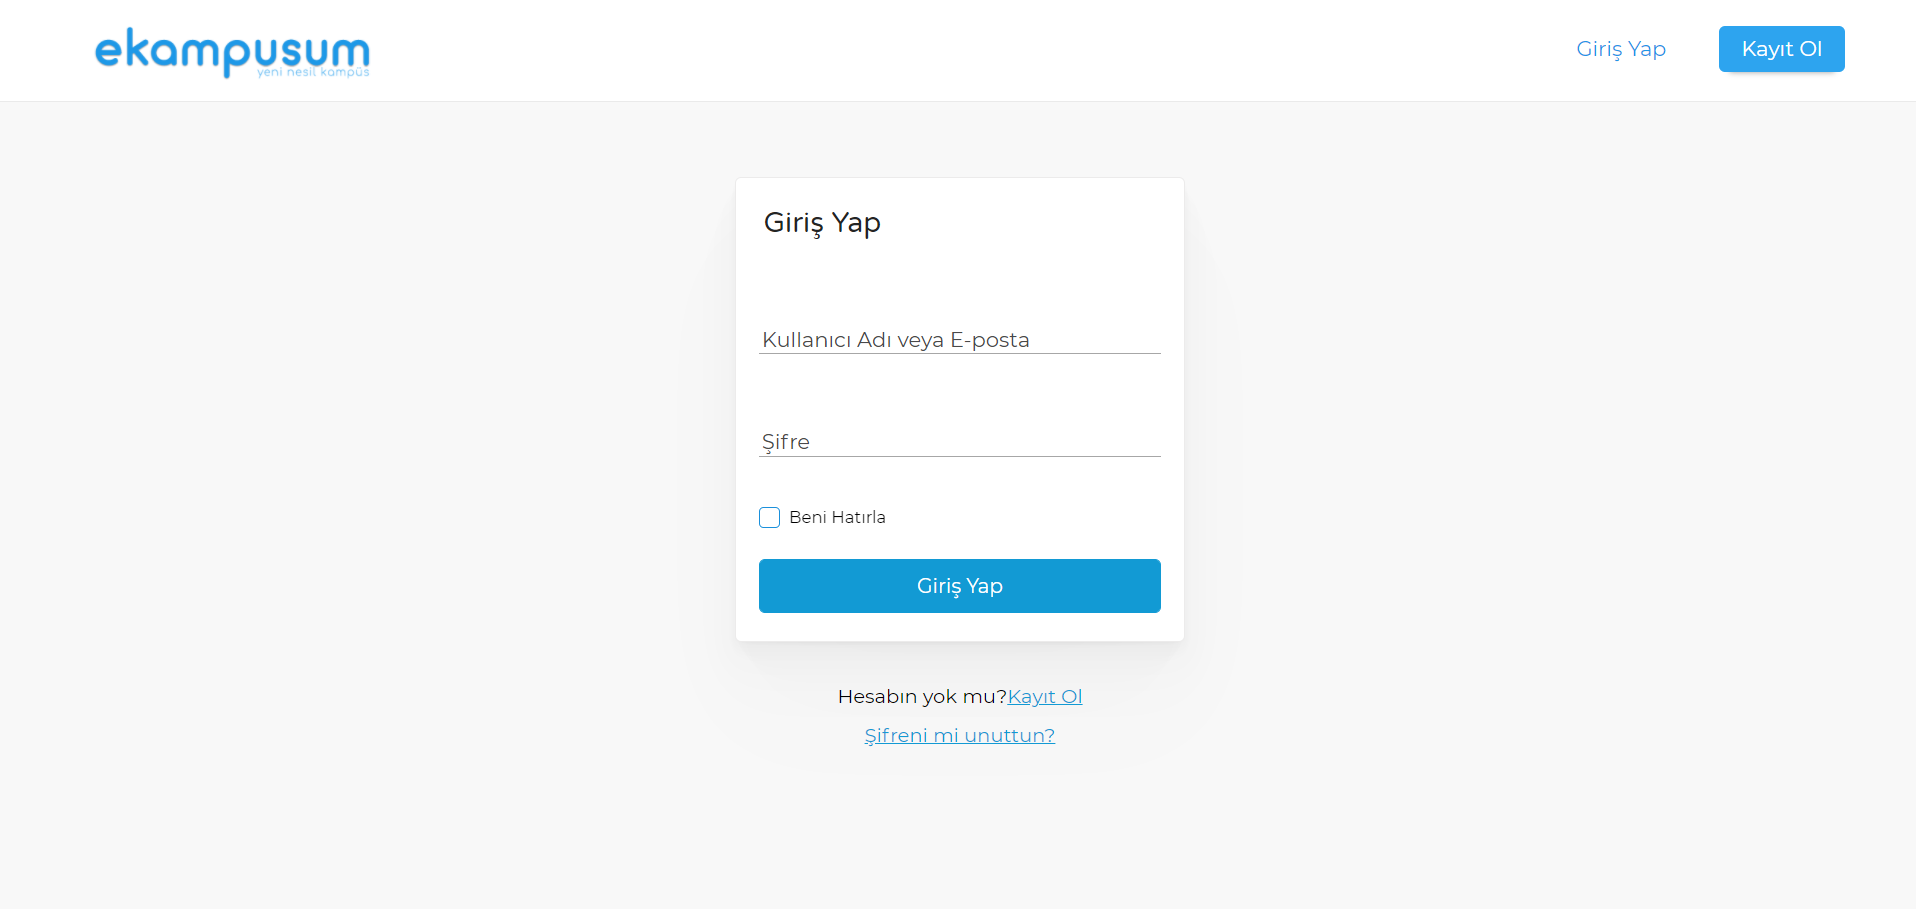 ekampusum
yeni nesil kampüs
Giriş Yap
Kayıt Ol
Giriş Yap
Kullanıcı Adı veya E-posta
Şifre
Beni Hatırla
Giriş Yap
Hesabın yok mu?Kayıt Ol
Şifreni mi unuttun?